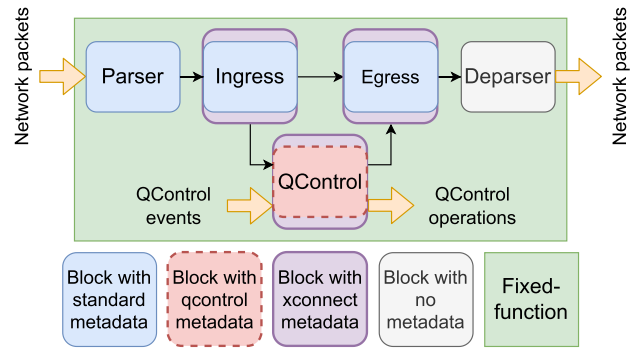 Network packets
Parser
Ingress
Egress
Deparser
Network packets
QControl
QControl
events
QControl
operations
Block with
standard
metadata
Block with
qcontrol
metadata
Block with
xconnect
metadata
Block with
no
metadata
Fixed-
function